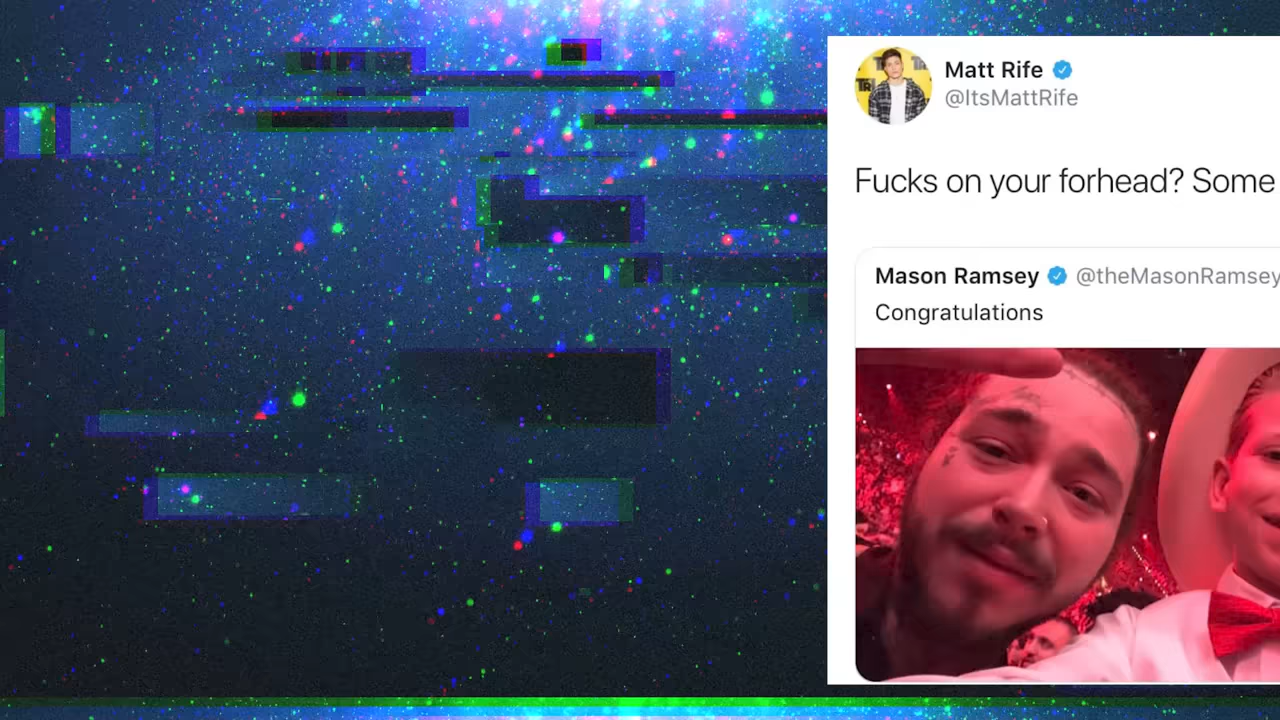 Matt Rife
@ItsMattRife
Fucks on your forhead? Some
Mason Ramsey @theMasonRamsey
Congratulations